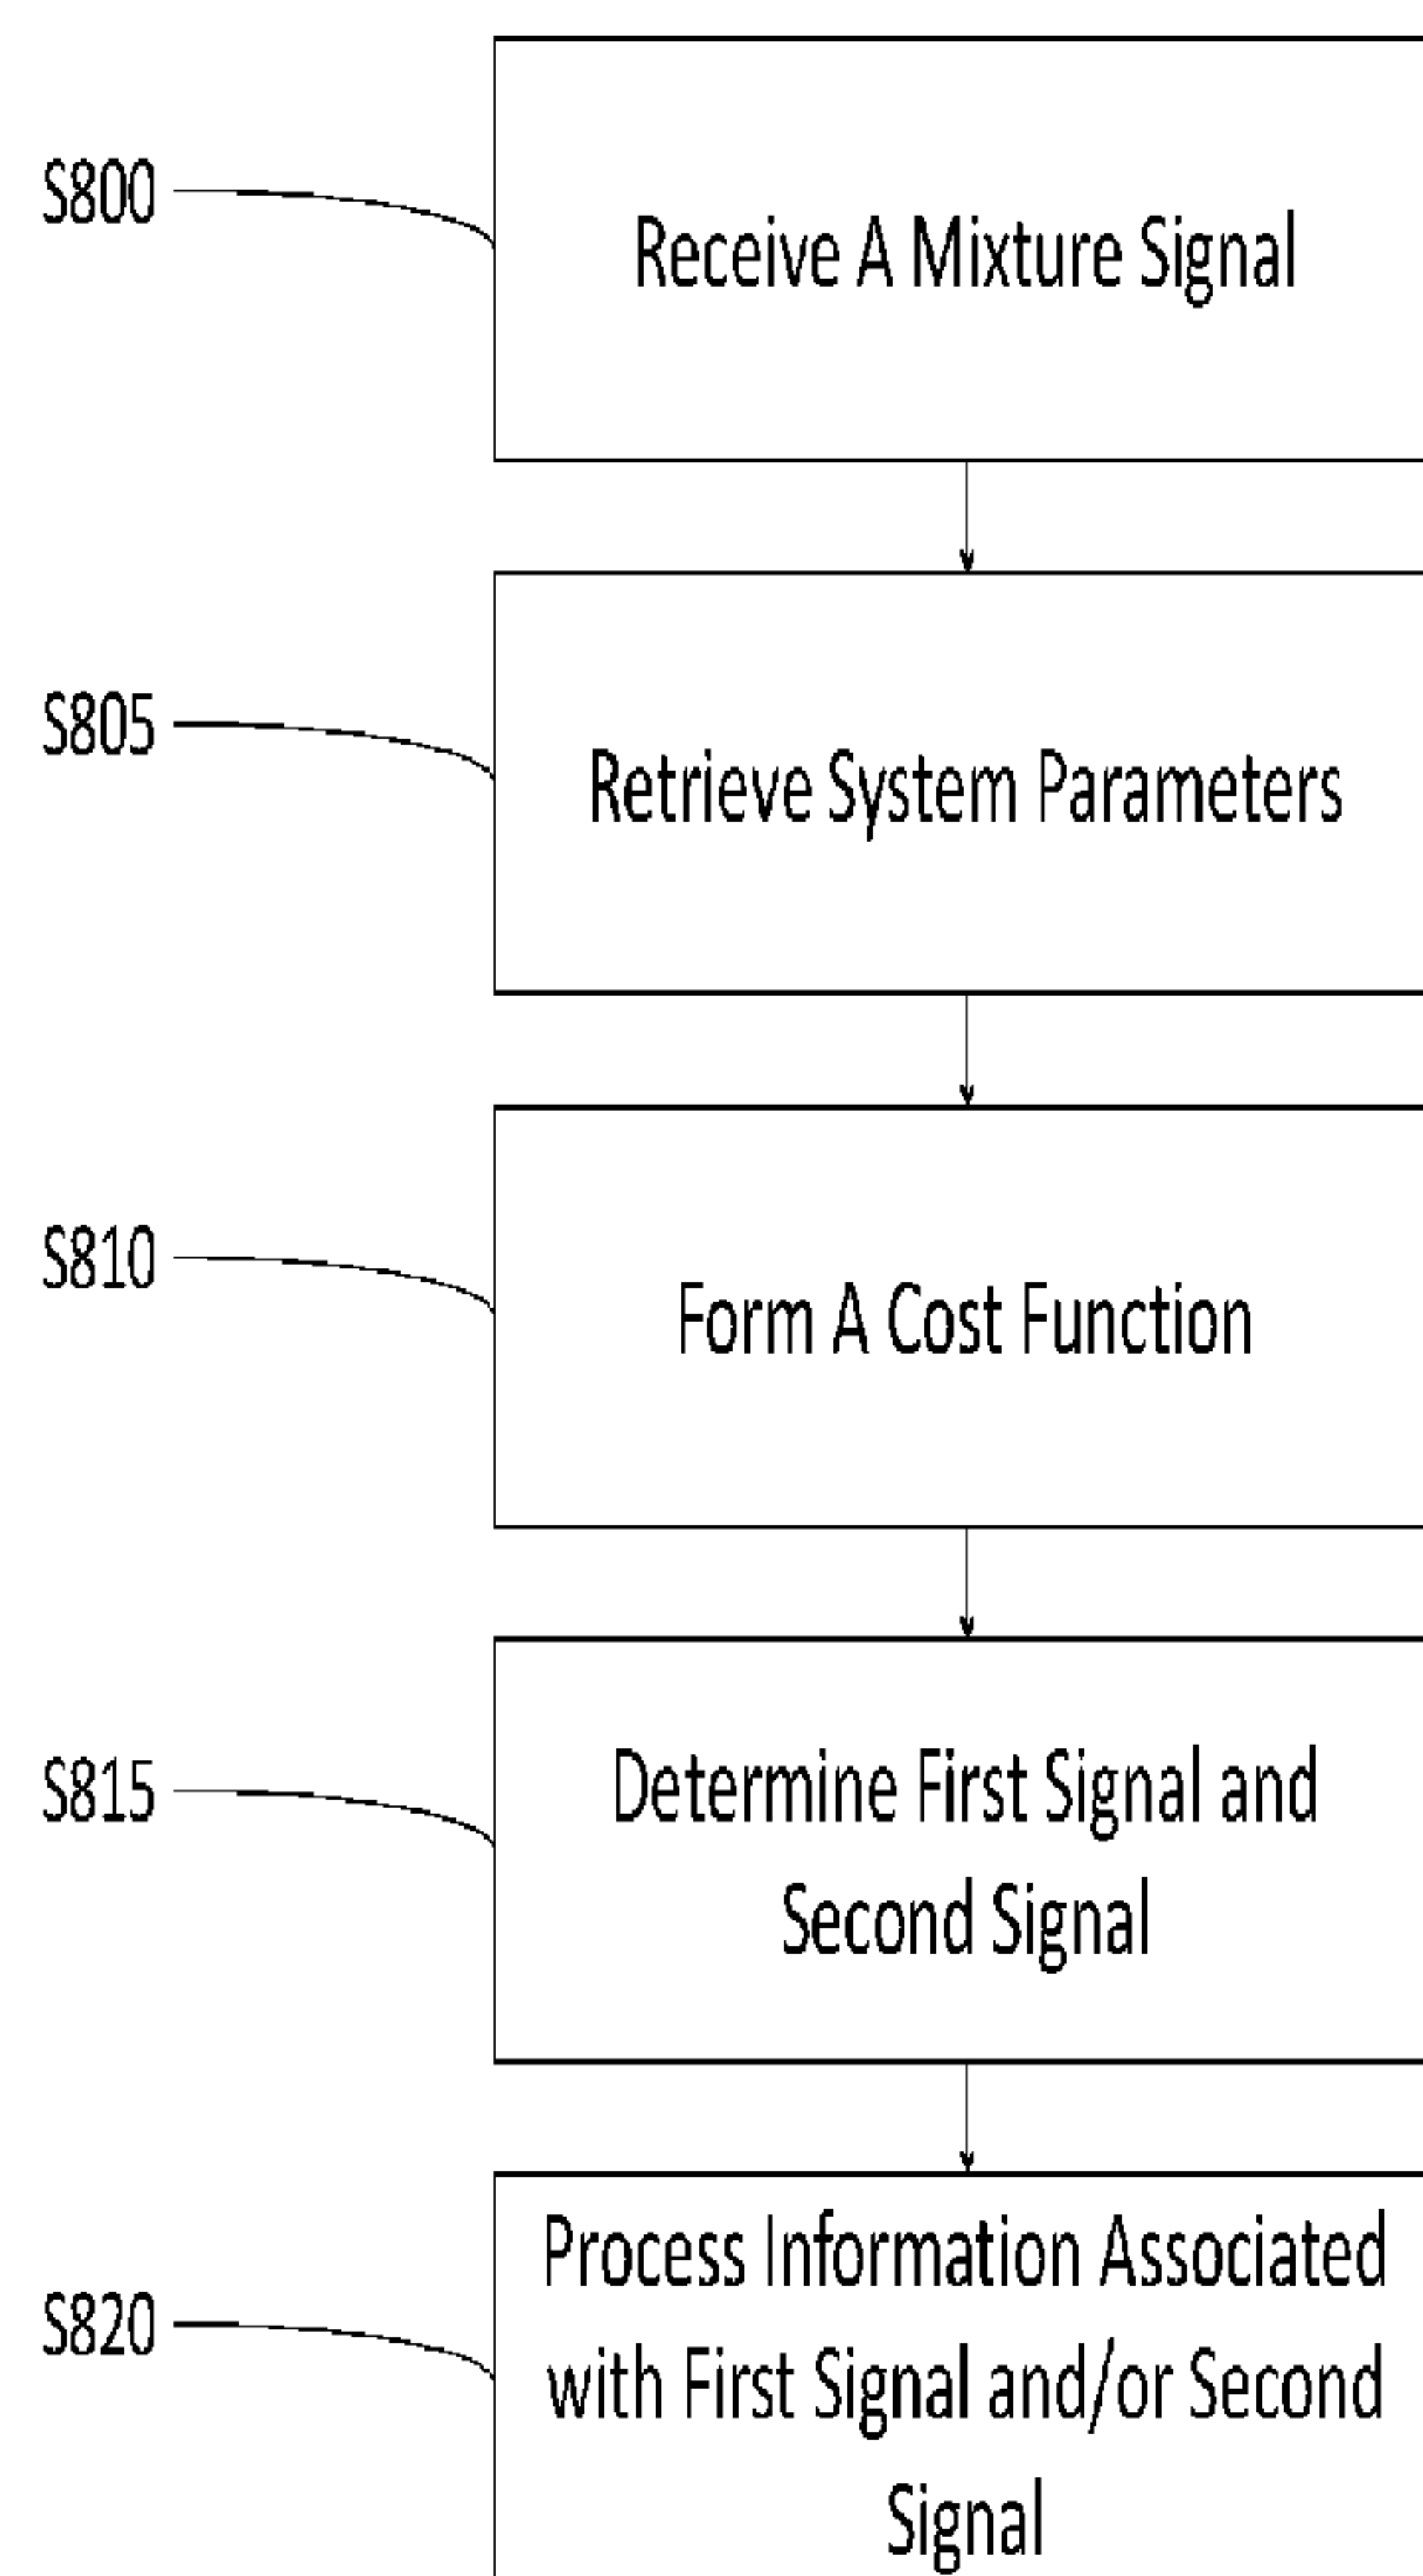 S800
Receive A Mixture Signal
S805
Retrieve System Parameters
S810
Form A Cost Function
S815
Determine First Signal and
Second Signal
S820
Process Information Associated
with First Signal and/or Second
Signal